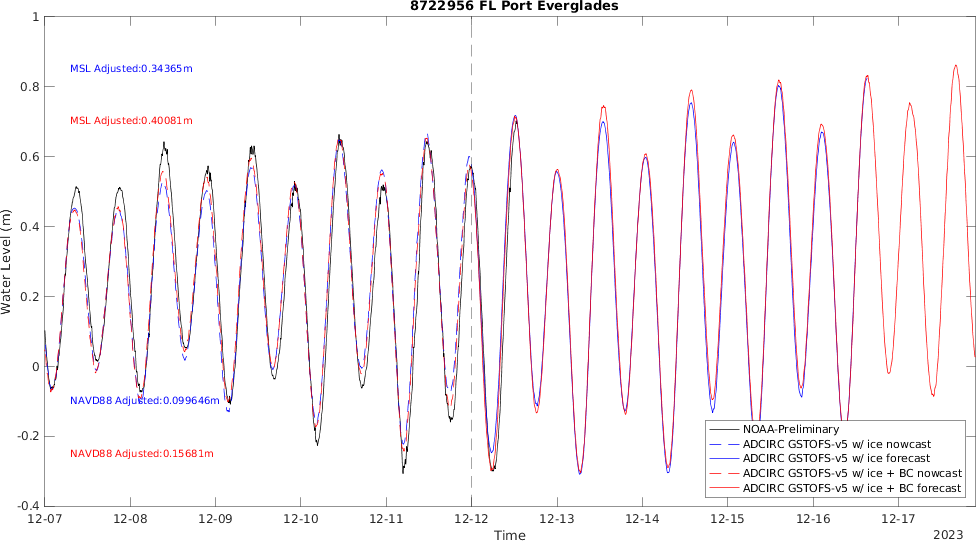 8722956 FL Port Everglades
1
0.8
0.6
0.4
0.2
0
-0.2
-0.4
Water Level (m)
MSL Adjusted:0.34365m
MSL Adjusted:0.40081m
NAVD88 Adjusted:0.099646m
NAVD88 Adjusted:0.15681m
NOAA-Preliminary
ADCIRC GSTOFS-v5 w/ ice nowcast
ADCIRC GSTOFS-v5 w/ ice forecast
ADCIRC GSTOFS-v5 w/ ice + BC nowcast
ADCIRC GSTOFS-v5 w/ ice + BC forecast
12-07 12-08 12-09 12-10 12-11 12-12 12-13 12-14 12-15 12-16 12-17
Time
2023